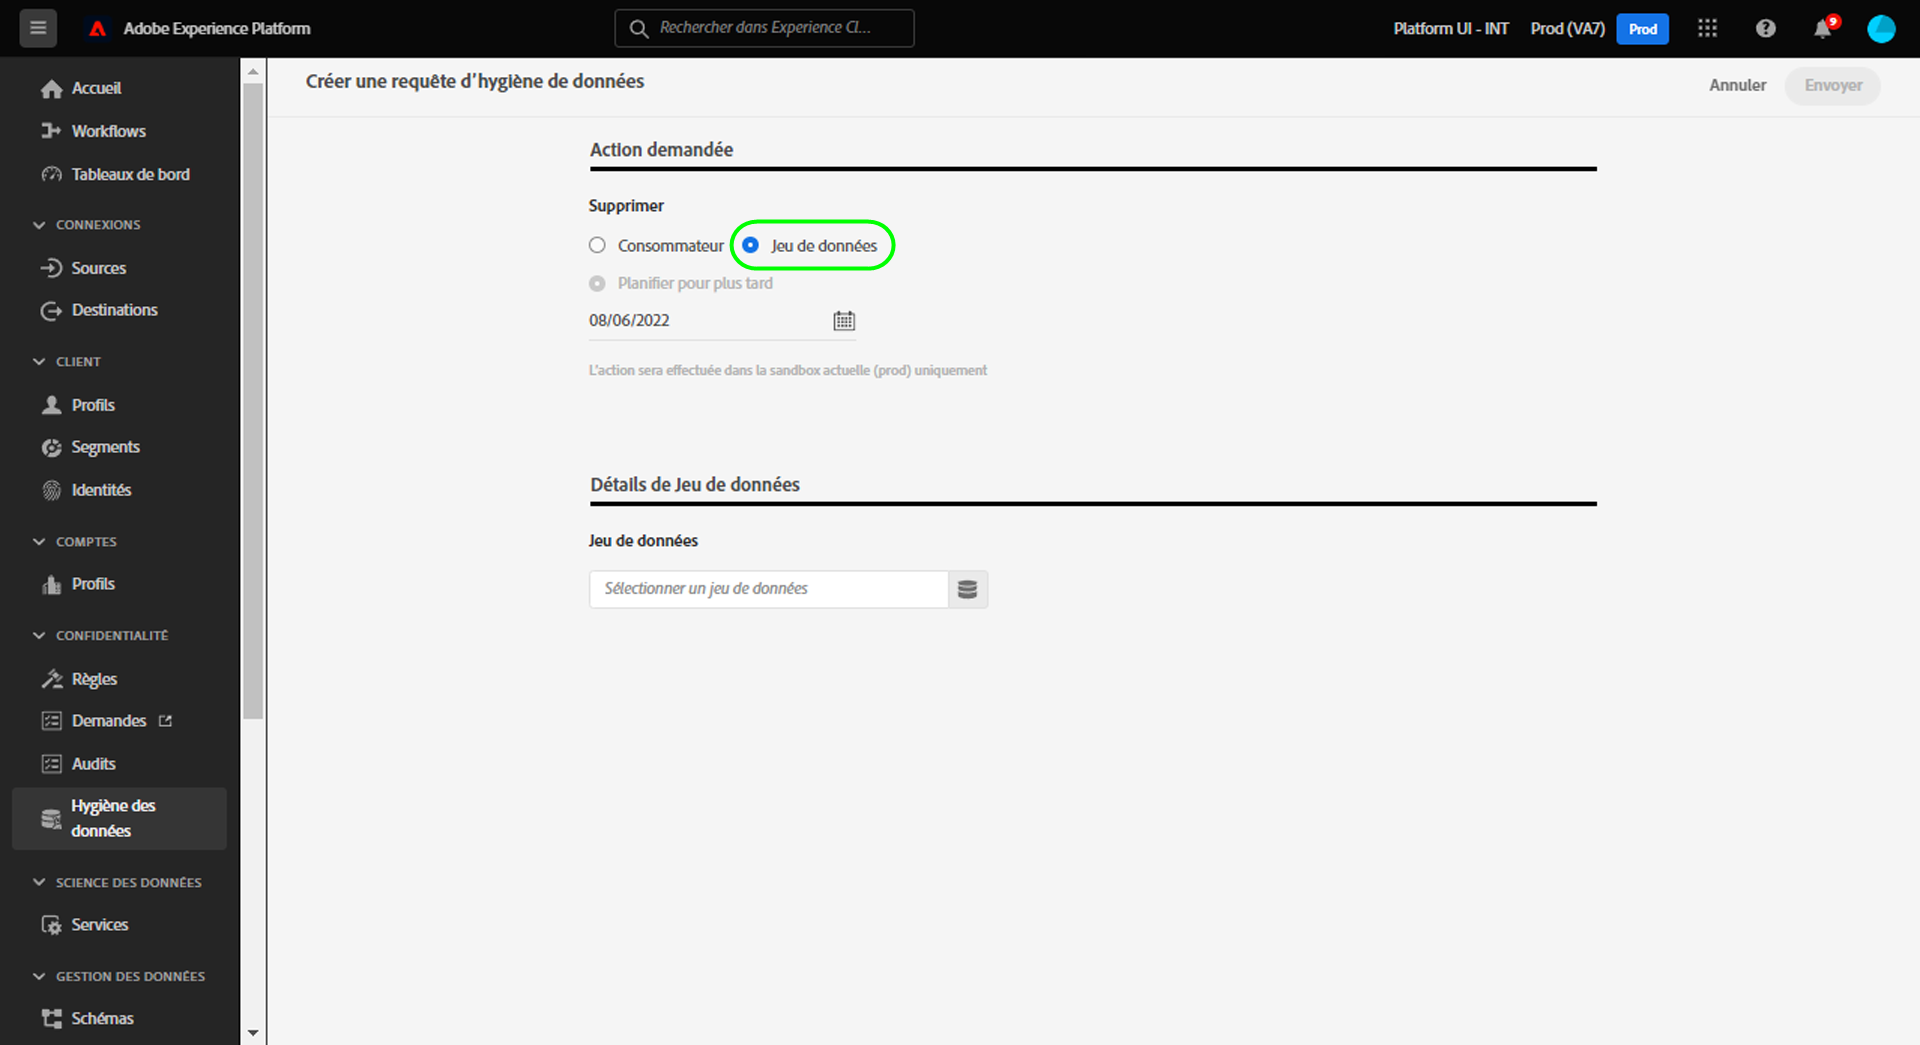 Adobe Experience Platform
Rechercher dans Experience Cl...
Platform UI - INT
Prod (VA7)
Prod
9
Accueil
Workflows
Tableaux de bord
CONNEXIONS
Sources
Destinations
CLIENT
Profils
Segments
Identités
COMPTES
Profils
CONFIDENTIALITÉ
Règles
Demandes
Audits
Hygiène des
données
SCIENCE DES DONNÉES
Services
GESTION DES DONNÉES
Schémas
Créer une requête d'hygiène de données
Annuler
Envoyer
Action demandée
Supprimer
Consommateur
Jeu de données
Planifier pour plus tard
08/06/2022
L'action sera effectuée dans la sandbox actuelle (prod) uniquement
Détails de Jeu de données
Jeu de données
Sélectionner un jeu de données